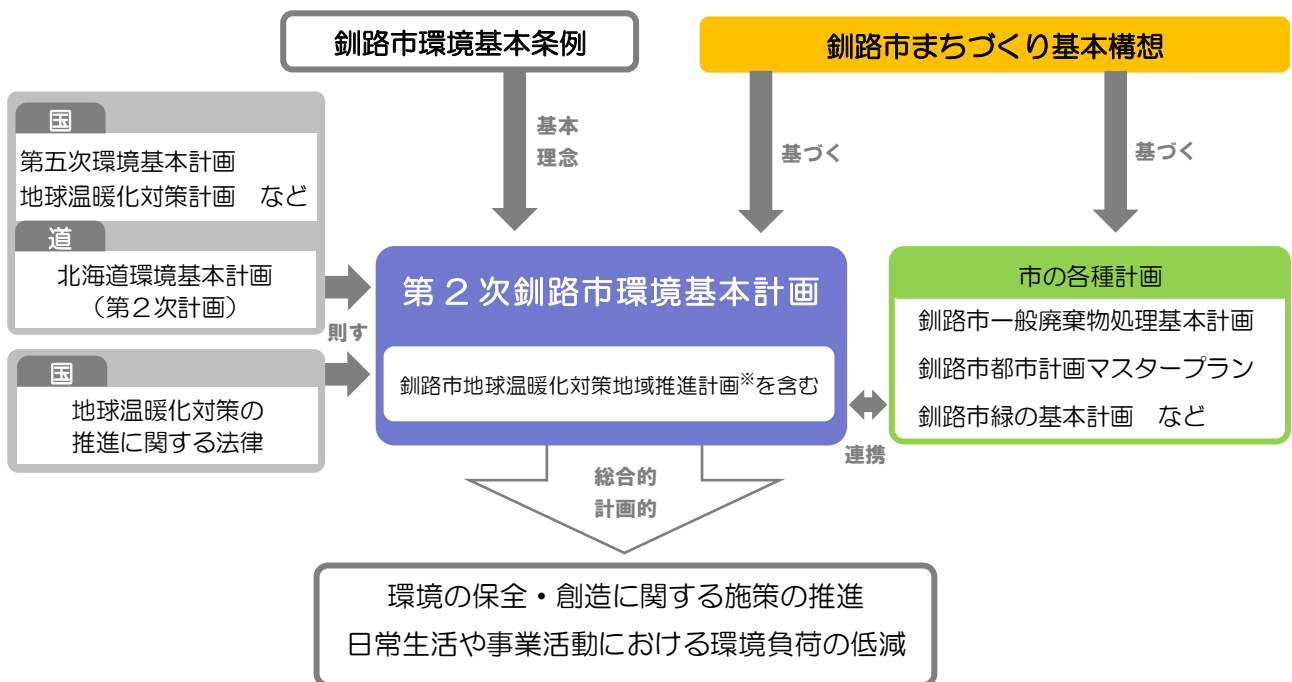 釧路市環境基本条例
釧路市まちづくり基本構想
基本
理念
基づく
基づく
国
第五次環境基本計画
地球温暖化対策計画　など
道
北海道環境基本計画
（第２次計画）
則す
国
地球温暖化対策の
推進に関する法律
第２次釧路市環境基本計画
釧路市地球温暖化対策地域推進計画※を含む
連携
市の各種計画
釧路市一般廃棄物処理基本計画
釧路市都市計画マスタープラン
釧路市緑の基本計画　など
総合的
計画的
環境の保全・創造に関する施策の推進
日常生活や事業活動における環境負荷の低減